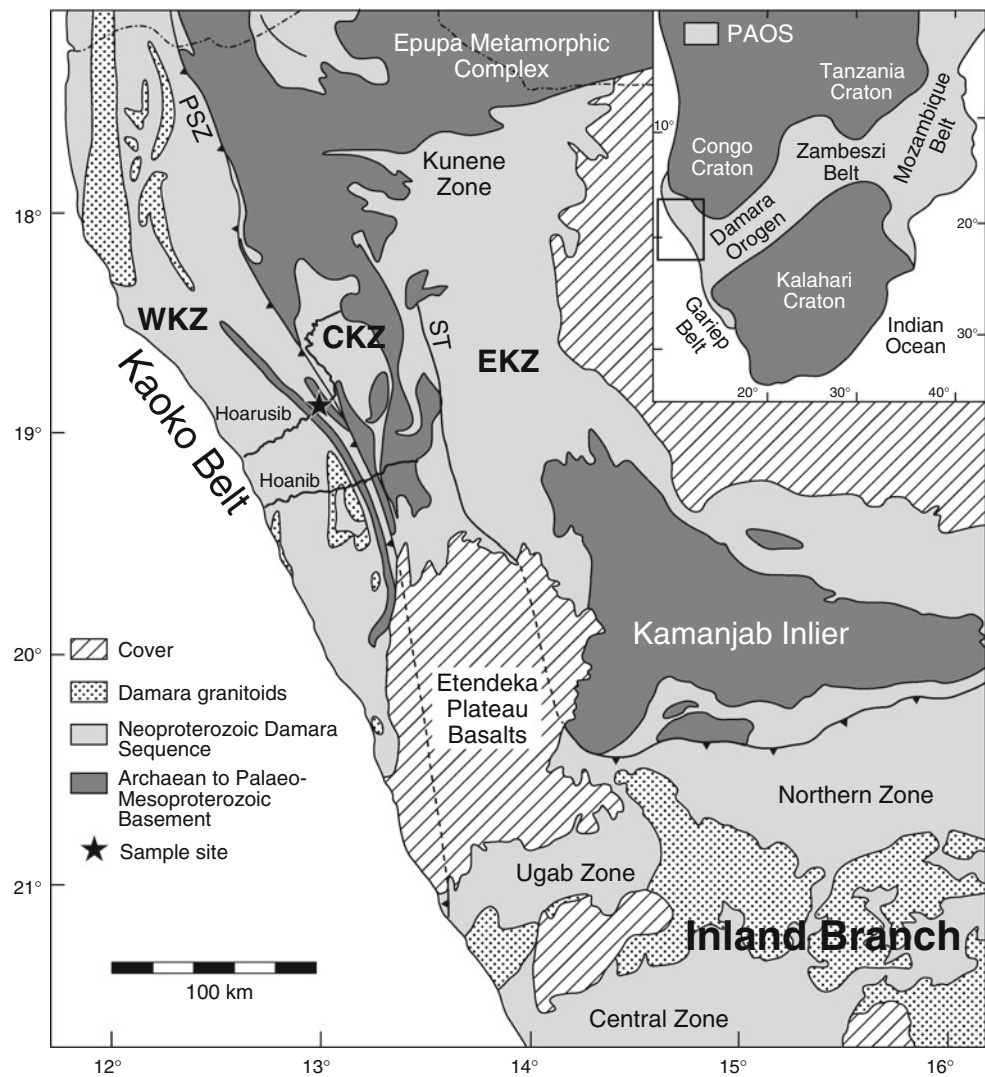 Epupa Metamorphic
Complex
PSZ
Kunene
Zone
WKZ
CKZ
ST
EKZ
Kaoko Belt
Hoarusib
Hoanib
Kamanjab Inlier
Etendeka
Plateau
Basalts
Northern Zone
Ugab Zone
Inland Branch
Central Zone
PAOS
Tanzania
Craton
Congo
Craton
Zambeszi
Belt
Mozambique
Belt
Damara
Orogen
Kalahari
Craton
Gariep
Belt
Indian
Ocean
10°
20°
30°
20°
30°
40°
Cover
Damara granitoids
Neoproterozoic Damara
Sequence
Archaean to Palaeo-
Mesoproterozoic
Basement
Sample site
100 km
18°
19°
20°
21°
12°
13°
14°
15°
16°